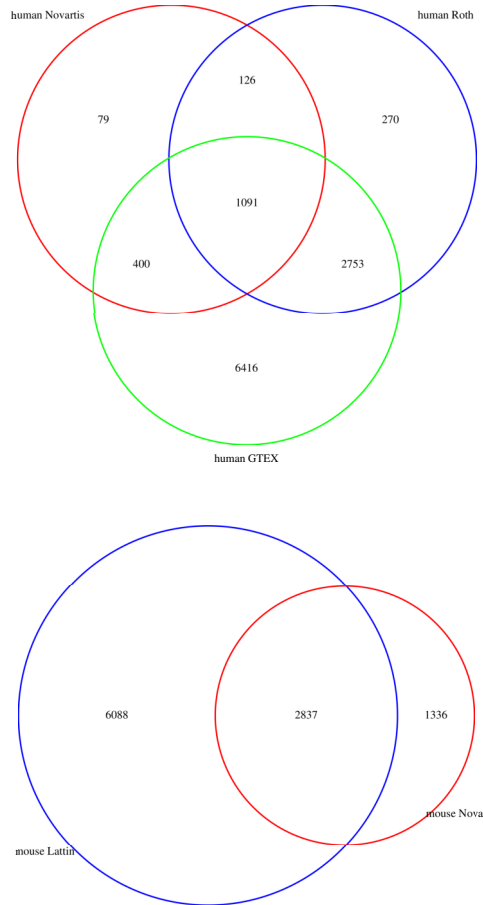 human Novartis
human Roth
126
79
270
1091
400
2753
6416
human GTEX
6088
2837
1336
mouse Nova
mouse Lattin